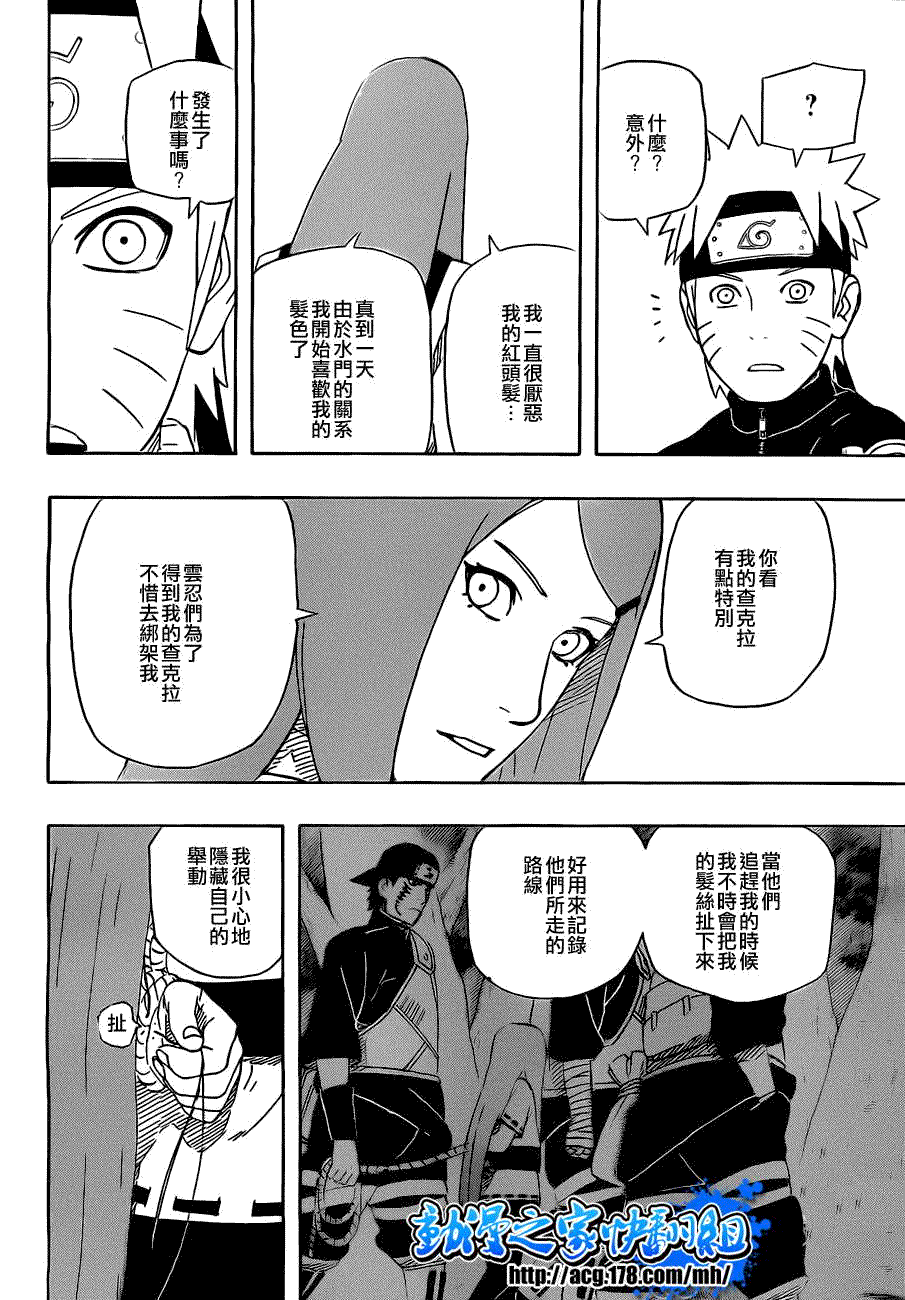 ?
什麼?
意外?
我一直很厭惡
我的紅頭髮…
真到一天
由於水門的關系
我開始喜歡我的
髮色了
發生了
什麼事嗎?
你看
我的查克拉
有點特別
雲忍們為了
得到我的查克拉
不惜去綁架我
當他們
追趕我的時候
我不時會把我
的髮絲扯下來
好用來記錄
他們所走的
路線
我很小心地
隱藏自己的
舉動
扯
動漫之家快翻組
http://acg.178.com/mh/